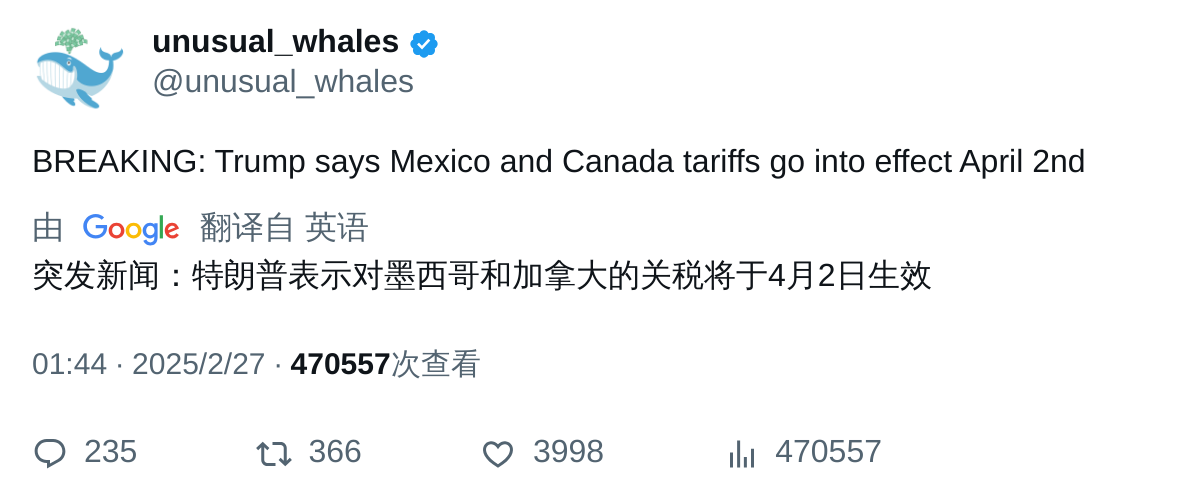 unusual_whales
@unusual_whales
BREAKING: Trump says Mexico and Canada tariffs go into effect April 2nd
由 Google 翻译自 英语
突发新闻：特朗普表示对墨西哥和加拿大的关税将于4月2日生效
01:44 · 2025/2/27 · 470557次查看
235 366 3998 470557